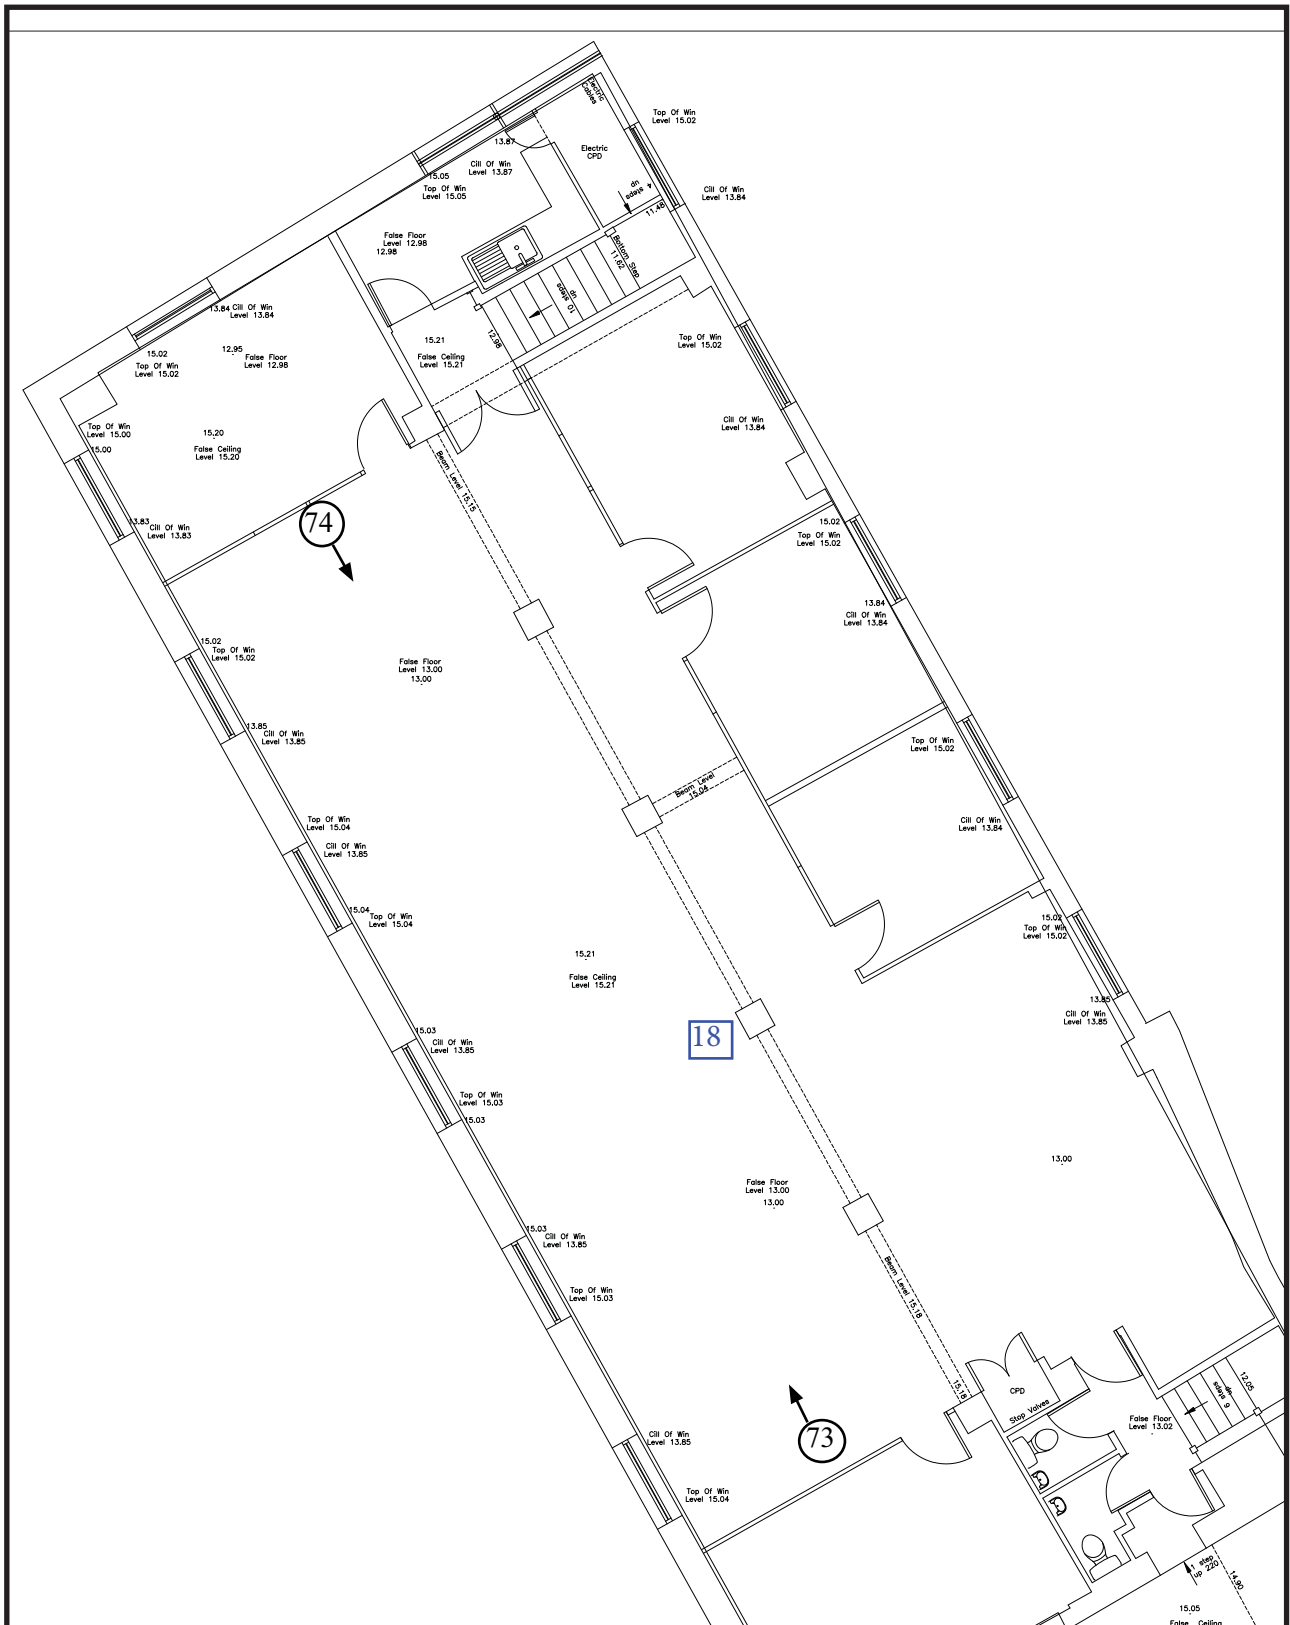 Electric
Cables
Top Of Win
Level 15.02
13.87
Electric
CPD
Cill Of Win
Level 13.87
15.05
Top Of Win
Level 15.05
4 steps
up
Cill Of Win
Level 13.84
11.48
False Floor
Level 12.98
12.98
Bottom Step
11.62
10 steps
up
13.84
Cill Of Win
Level 13.84
12.98
15.21
False Ceiling
Level 15.21
Top Of Win
Level 15.02
12.95
False Floor
Level 12.98
15.02
Top Of Win
Level 15.02
Top Of Win
Level 15.00
15.00
15.20
False Ceiling
Level 15.20
Cill Of Win
Level 13.84
Beam Level 15.15
13.83
Cill Of Win
Level 13.83
74
15.02
Top Of Win
Level 15.02
13.84
Cill Of Win
Level 13.84
15.02
Top Of Win
Level 15.02
False Floor
Level 13.00
13.00
13.85
Cill Of Win
Level 13.85
Top Of Win
Level 15.02
Beam Level
15.04
Top Of Win
Level 15.04
Cill Of Win
Level 13.85
Cill Of Win
Level 13.84
15.04
Top Of Win
Level 15.04
15.02
Top Of Win
Level 15.02
15.21
False Ceiling
Level 15.21
13.85
Cill Of Win
Level 13.85
18
15.03
Cill Of Win
Level 13.85
Top Of Win
Level 15.03
15.03
13.00
False Floor
Level 13.00
13.00
15.03
Cill Of Win
Level 13.85
Beam Level 15.18
Top Of Win
Level 15.03
15.18
CPD
Stop Valves
12.05
6 steps
up
False Floor
Level 13.02
73
Cill Of Win
Level 13.85
Top Of Win
Level 15.04
1 step
up 220
14.90
15.05
False Ceiling